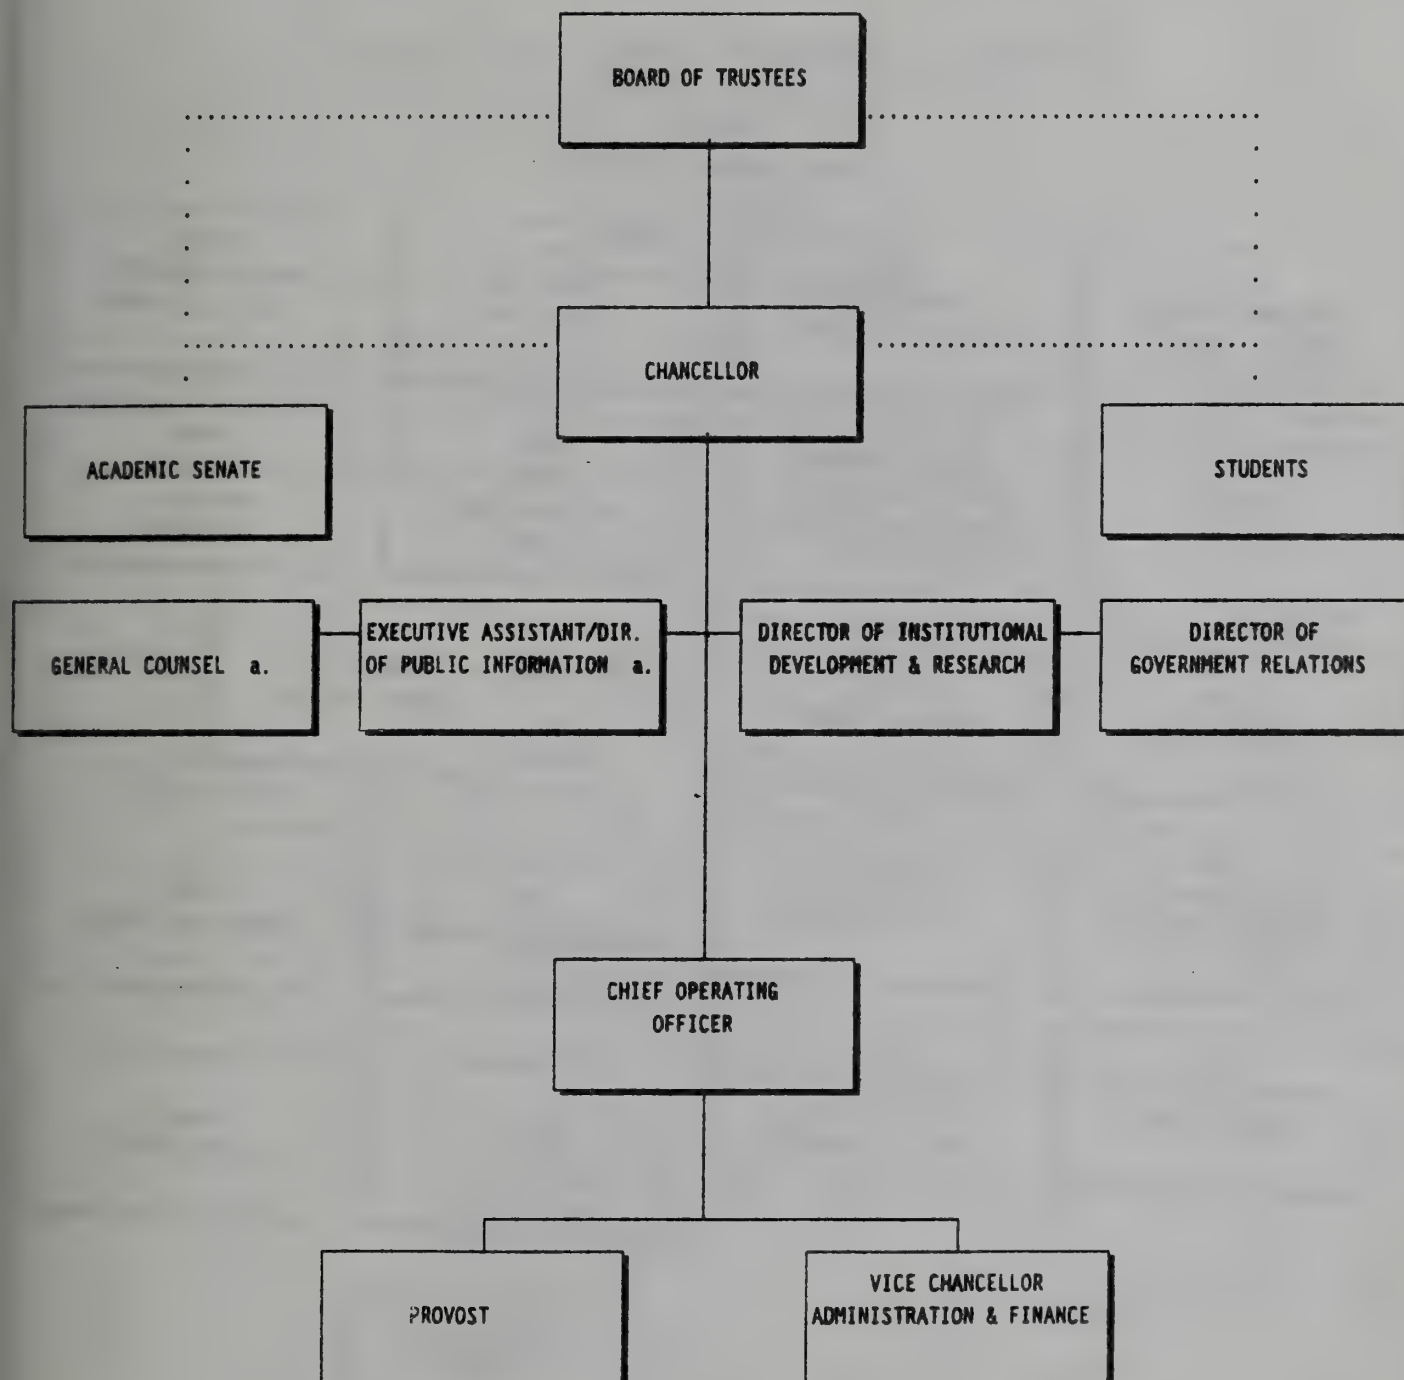 BOARD OF TRUSTEES
CHANCELLOR
ACADEMIC SENATE
STUDENTS
GENERAL COUNSEL a.
EXECUTIVE ASSISTANT/DIR.
OF PUBLIC INFORMATION a.
DIRECTOR OF INSTITUTIONAL
DEVELOPMENT & RESEARCH
DIRECTOR OF
GOVERNMENT RELATIONS
CHIEF OPERATING
OFFICER
PROVOST
VICE CHANCELLOR
ADMINISTRATION & FINANCE